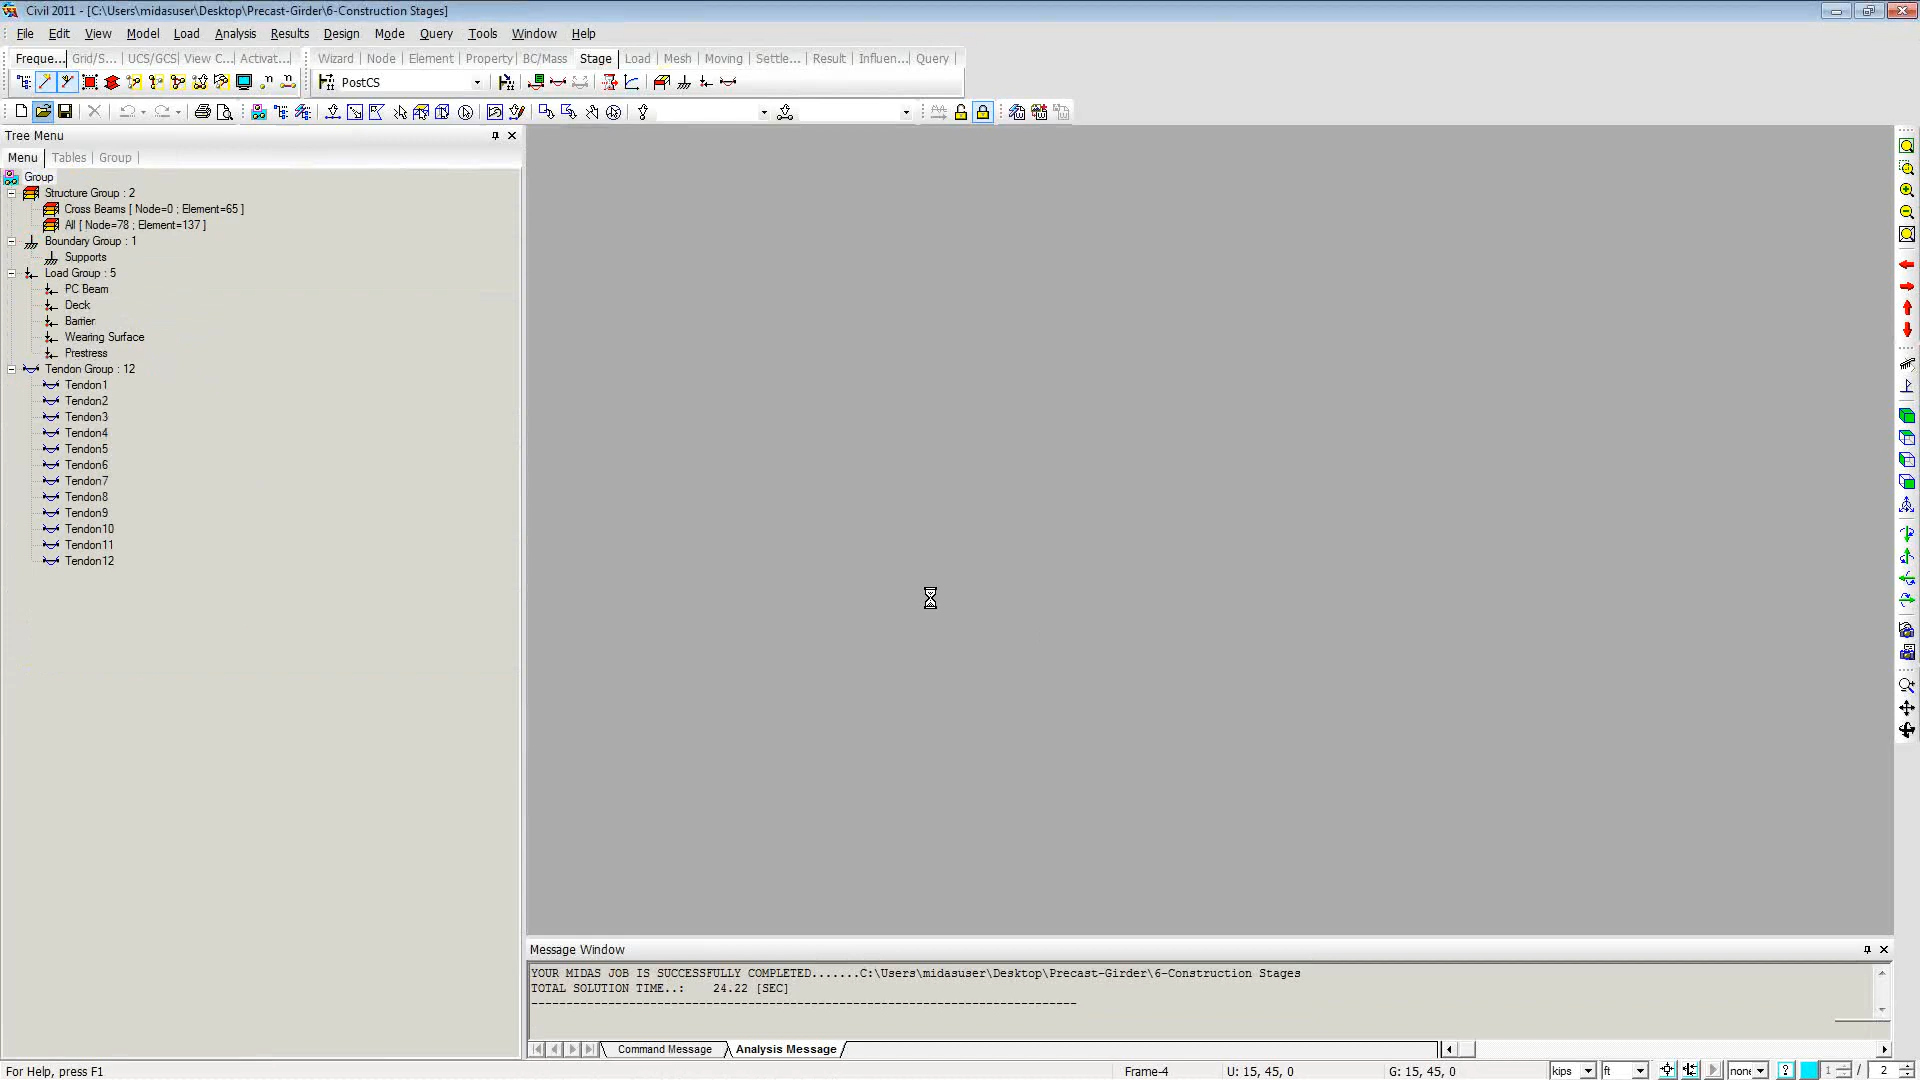 Civil 2011 - [C:\Users\midasuser\Desktop\Precast-Girder\6-Construction Stages]
File Edit View Model Load Analysis Results Design Mode Query Tools Window Help
Freque... Grid/S... UCS/GCS View C... Activat... Wizard Node Element Property BC/Mass Stage Load Mesh Moving Settle... Result Influen... Query
PostCS
Tree Menu
Menu Tables Group
Group
Structure Group : 2
Cross Beams [ Node=0 ; Element=65 ]
All [ Node=78 ; Element=137 ]
Boundary Group : 1
Supports
Load Group : 5
PC Beam
Deck
Barrier
Wearing Surface
Prestress
Tendon Group : 12
Tendon1
Tendon2
Tendon3
Tendon4
Tendon5
Tendon6
Tendon7
Tendon8
Tendon9
Tendon10
Tendon11
Tendon12
Message Window
YOUR MIDAS JOB IS SUCCESSFULLY COMPLETED.......C:\Users\midasuser\Desktop\Precast-Girder\6-Construction Stages
TOTAL SOLUTION TIME..: 24.22 [SEC]
Command Message Analysis Message
For Help, press F1 Frame-4 U: 15, 45, 0 G: 15, 45, 0 kips ft none ? 1 / 2